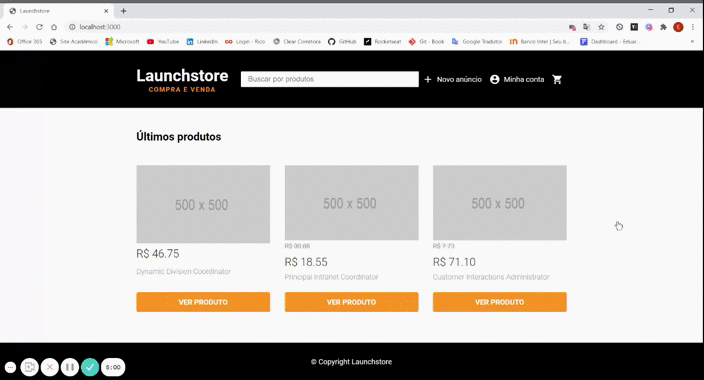 Launchstore
localhost:3000
Office 365 Site Acadêmico Microsoft YouTube LinkedIn Login - Rico Clear Corretora GitHub Rocketseat Git - Book Google Tradutor Banco Inter | Seu b... Dashboard - Eduar...
Launchstore
COMPRA E VENDA
Buscar por produtos
Novo anúncio
Minha conta
Últimos produtos
500 x 500
R$ 46.75
Dynamic Division Coordinator
VER PRODUTO
500 x 500
R$ 18.55
Principal Intranet Coordinator
VER PRODUTO
500 x 500
R$ 7.73
R$ 71.10
Customer Interactions Administrator
VER PRODUTO
© Copyright Launchstore
5:00